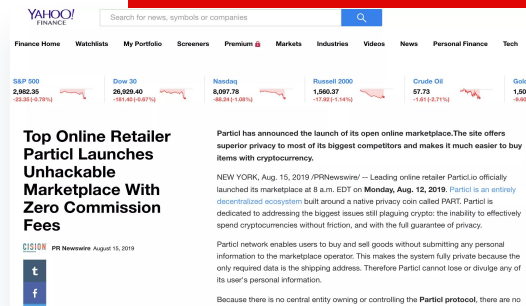 YAHOO!
FINANCE
Search for news, symbols or companies
Finance Home Watchlists My Portfolio Screeners Premium Markets Industries Videos News Personal Finance Tech
S&P 500 Dow 30 Nasdaq Russell 2000 Crude Oil Gol
2,982.35 26,929.40 8,097.78 1,560.37 57.73 1,50
-23.35 (-0.78%) -181.40 (-0.67%) -88.24 (-1.08%) -17.92 (-1.14%) -1.61 (-2.71%) -9.60
Top Online Retailer
Particl Launches
Unhackable
Marketplace With
Zero Commission
Fees
CISION PR Newswire August 15, 2019
t
f
Particl has announced the launch of its open online marketplace.The site offers
superior privacy to most of its biggest competitors and makes it much easier to buy
items with cryptocurrency.
NEW YORK, Aug. 15, 2019 /PRNewswire/ -- Leading online retailer Particl.io officially
launched its marketplace at 8 a.m. EDT on Monday, Aug. 12, 2019. Particl is an entirely
decentralized ecosystem built around a native privacy coin called PART. Particl is
dedicated to addressing the biggest issues still plaguing crypto: the inability to effectively
spend cryptocurrencies without friction, and with the full guarantee of privacy.
Particl network enables users to buy and sell goods without submitting any personal
information to the marketplace operator. This makes the system fully private because the
only required data is the shipping address. Therefore Particl cannot lose or divulge any of
its user's personal information.
Because there is no central entity owning or controlling the Particl protocol, there are no